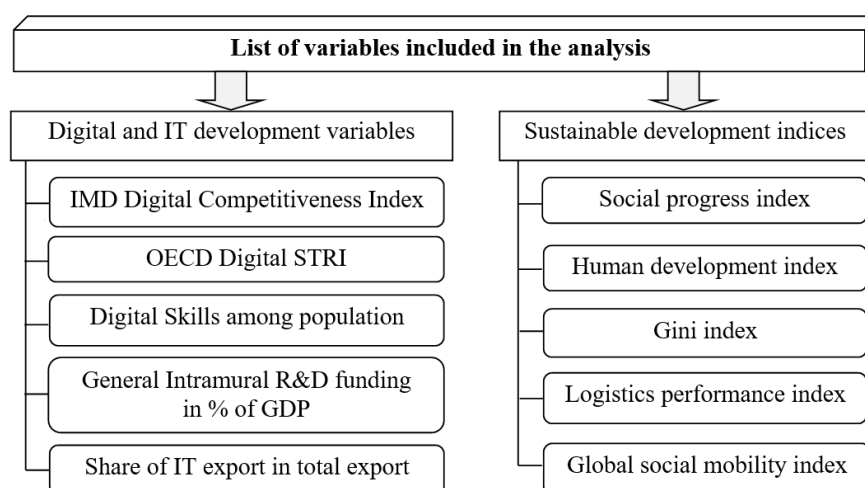 List of variables included in the analysis
Digital and IT development variables
IMD Digital Competitiveness Index
OECD Digital STRI
Digital Skills among population
General Intramural R&D funding
in % of GDP
Share of IT export in total export
Sustainable development indices
Social progress index
Human development index
Gini index
Logistics performance index
Global social mobility index